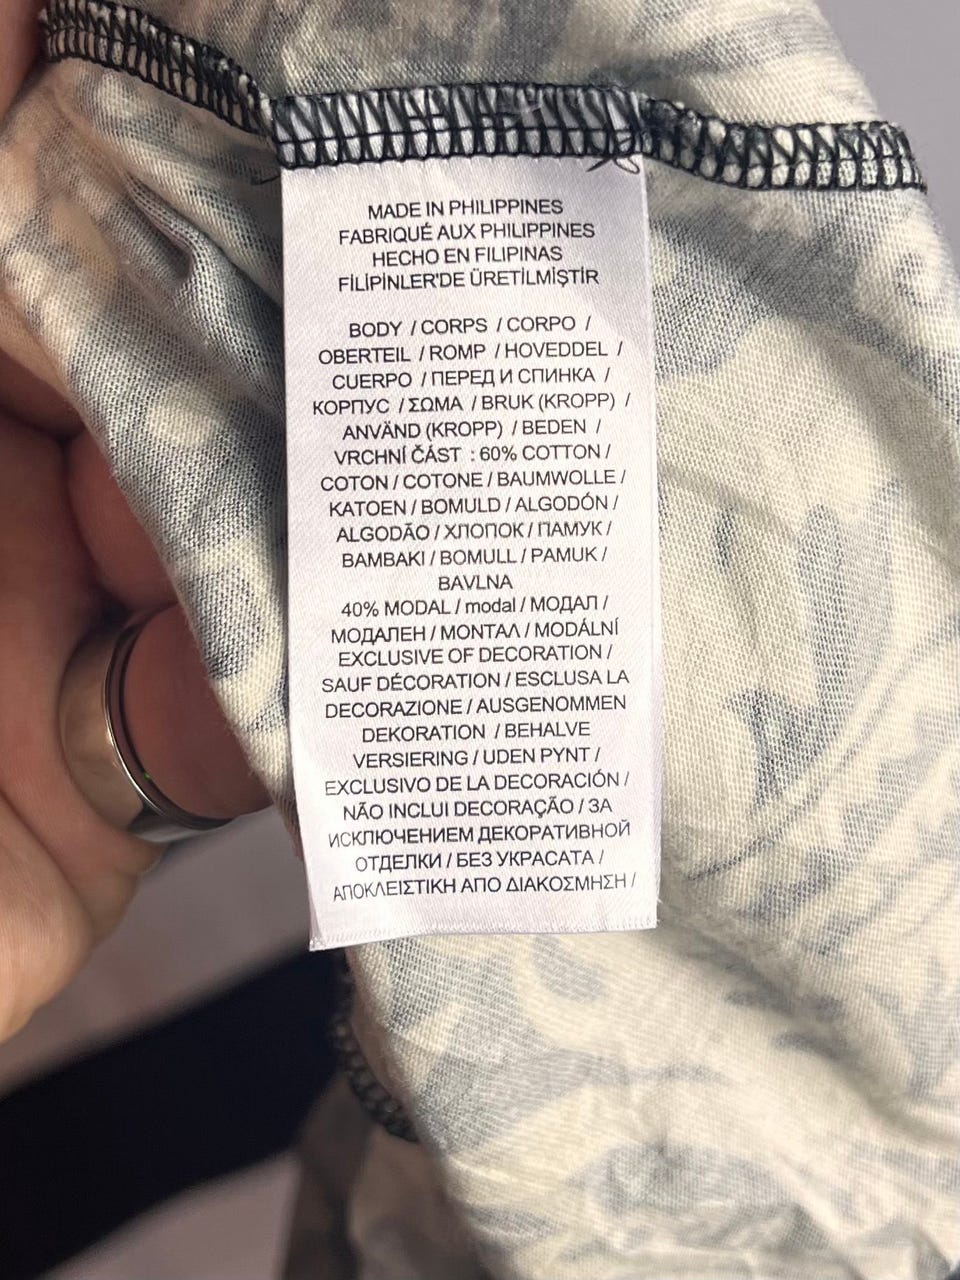 MADE IN PHILIPPINES
FABRIQUÉ AUX PHILIPPINES
HECHO EN FILIPINAS
FİLİPİNLER'DE ÜRETİLMİŞTİR
BODY / CORPS / CORPO /
OBERTEIL / ROMP / HOVEDDEL /
CUERPO / ПЕРЕД И СПИНКА /
КОРПУС / ΣΩΜΑ / BRUK (KROPP) /
ANVÄND (KROPP) / BEDEN /
VRCHNÍ ČÁST : 60% COTTON /
COTON / COTONE / BAUMWOLLE /
KATOEN / BOMULD / ALGODÓN /
ALGODÃO / ХЛОПОК / ПАМУК /
BAMBAKI / BOMULL / PAMUK /
BAVLNA
40% MODAL / modal / МОДАЛ /
МОДАЛЕН / ΜΟΝΤΑΛ / MODÁLNÍ
EXCLUSIVE OF DECORATION /
SAUF DÉCORATION / ESCLUSA LA
DECORAZIONE / AUSGENOMMEN
DEKORATION / BEHALVE
VERSIERING / UDEN PYNT /
EXCLUSIVO DE LA DECORACIÓN /
NÃO INCLUI DECORAÇÃO / ЗА
ИСКЛЮЧЕНИЕМ ДЕКОРАТИВНОЙ
ОТДЕЛКИ / БЕЗ УКРАСАТА /
ΑΠΟΚΛΕΙΣΤΙΚΗ ΑΠΟ ΔΙΑΚΟΣΜΗΣΗ /